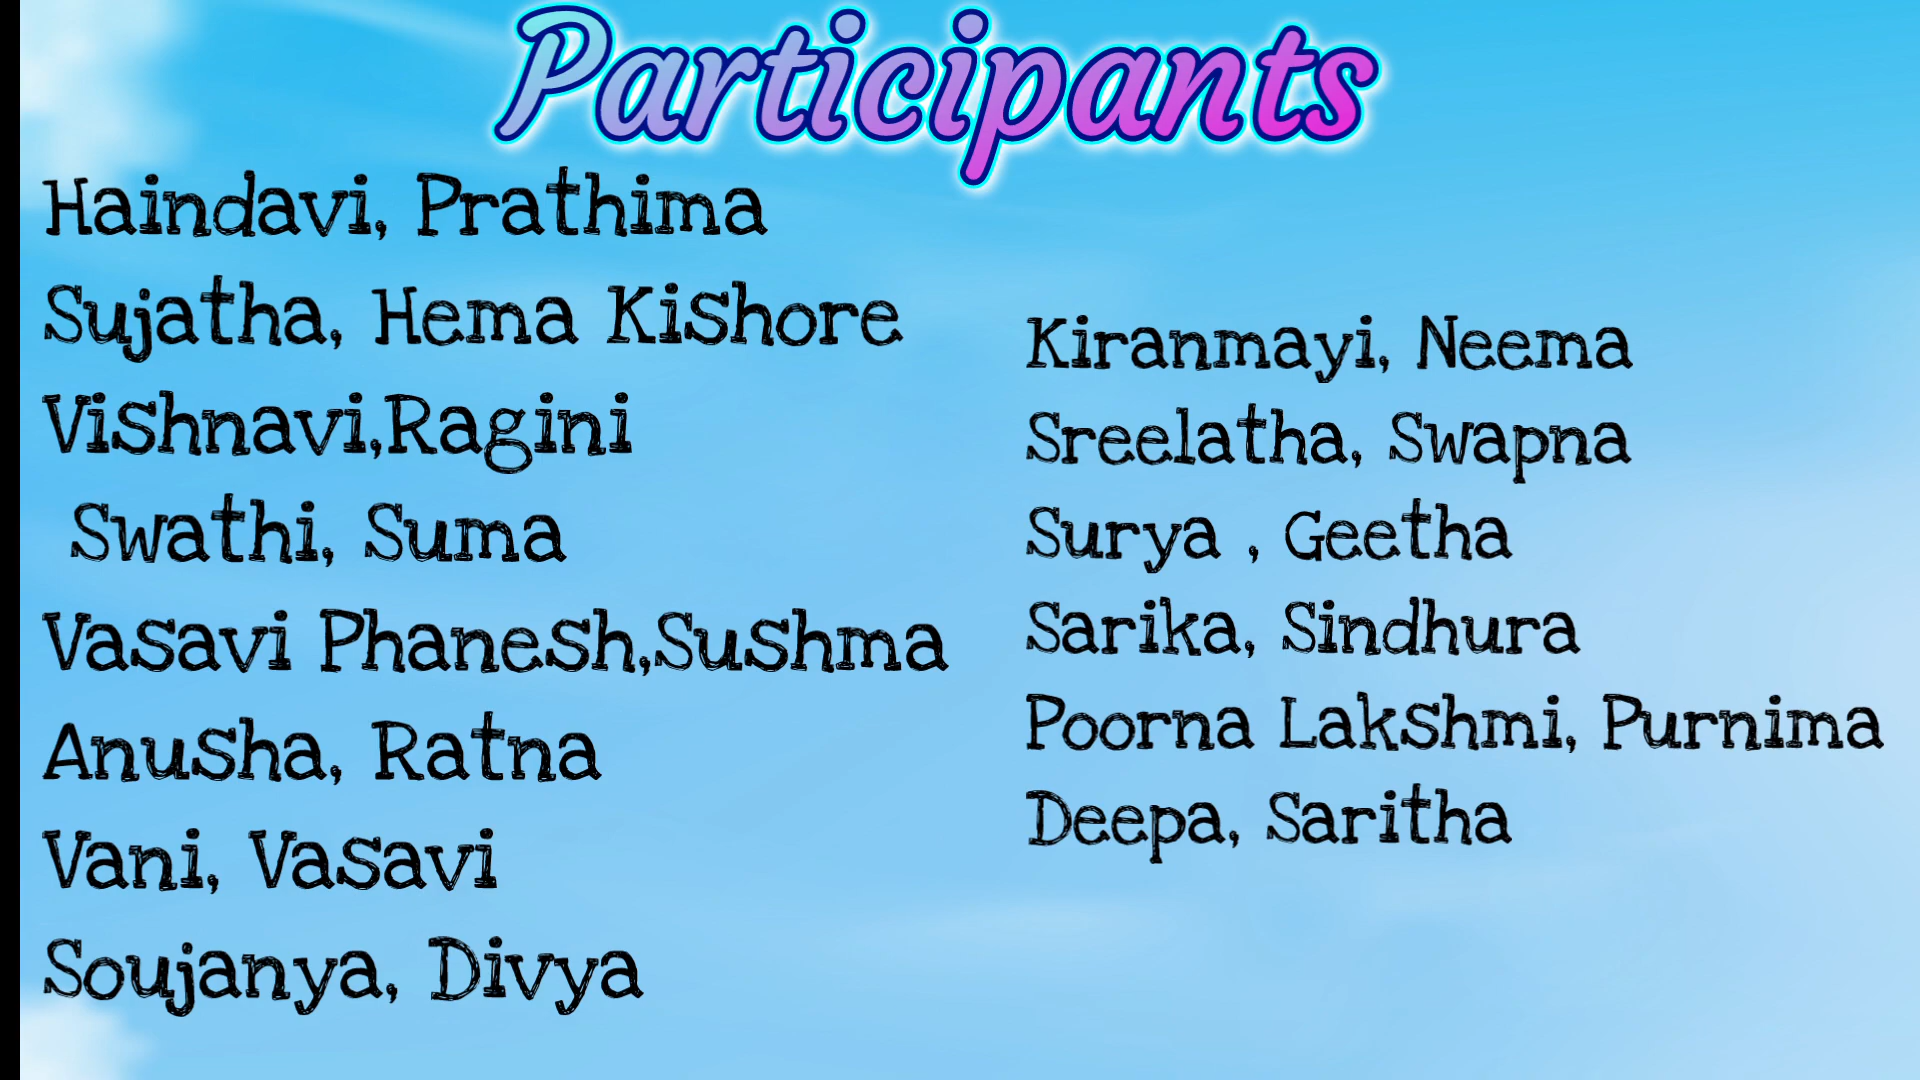 Participants
Haindavi, Prathima
Sujatha, Hema Kishore
Vishnavi,Ragini
Swathi, Suma
Vasavi Phanesh,Sushma
Anusha, Ratna
Vani, Vasavi
Soujanya, Divya
Kiranmayi, Neema
Sreelatha, Swapna
Surya , Geetha
Sarika, Sindhura
Poorna Lakshmi, Purnima
Deepa, Saritha